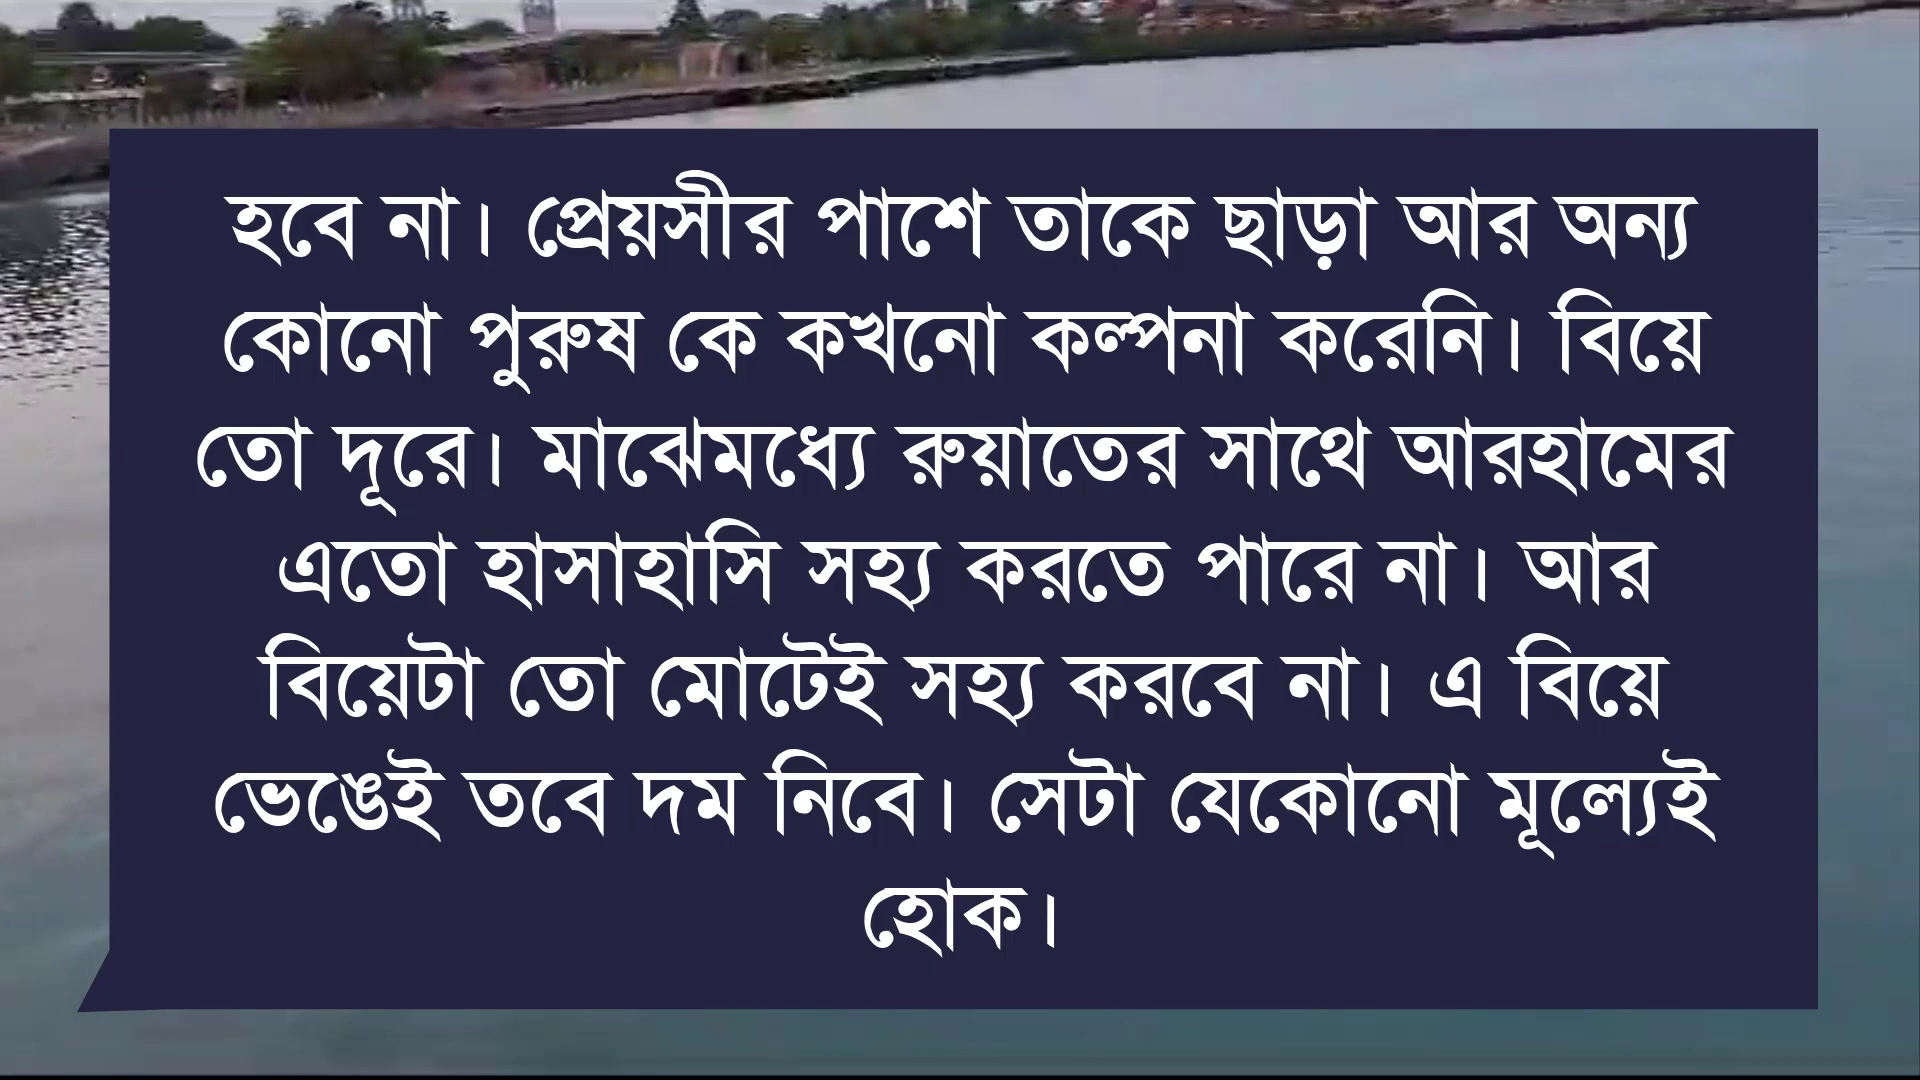 হবে না। প্রেয়সীর পাশে তাকে ছাড়া আর অন্য
কোনো পুরুষ কে কখনো কল্পনা করেনি। বিয়ে
তো দূরে। মাঝেমধ্যে রুয়াতের সাথে আরহামের
এতো হাসাহাসি সহ্য করতে পারে না। আর
বিয়েটা তো মোটেই সহ্য করবে না। এ বিয়ে
ভেঙেই তবে দম নিবে। সেটা যেকোনো মূল্যেই
হোক।